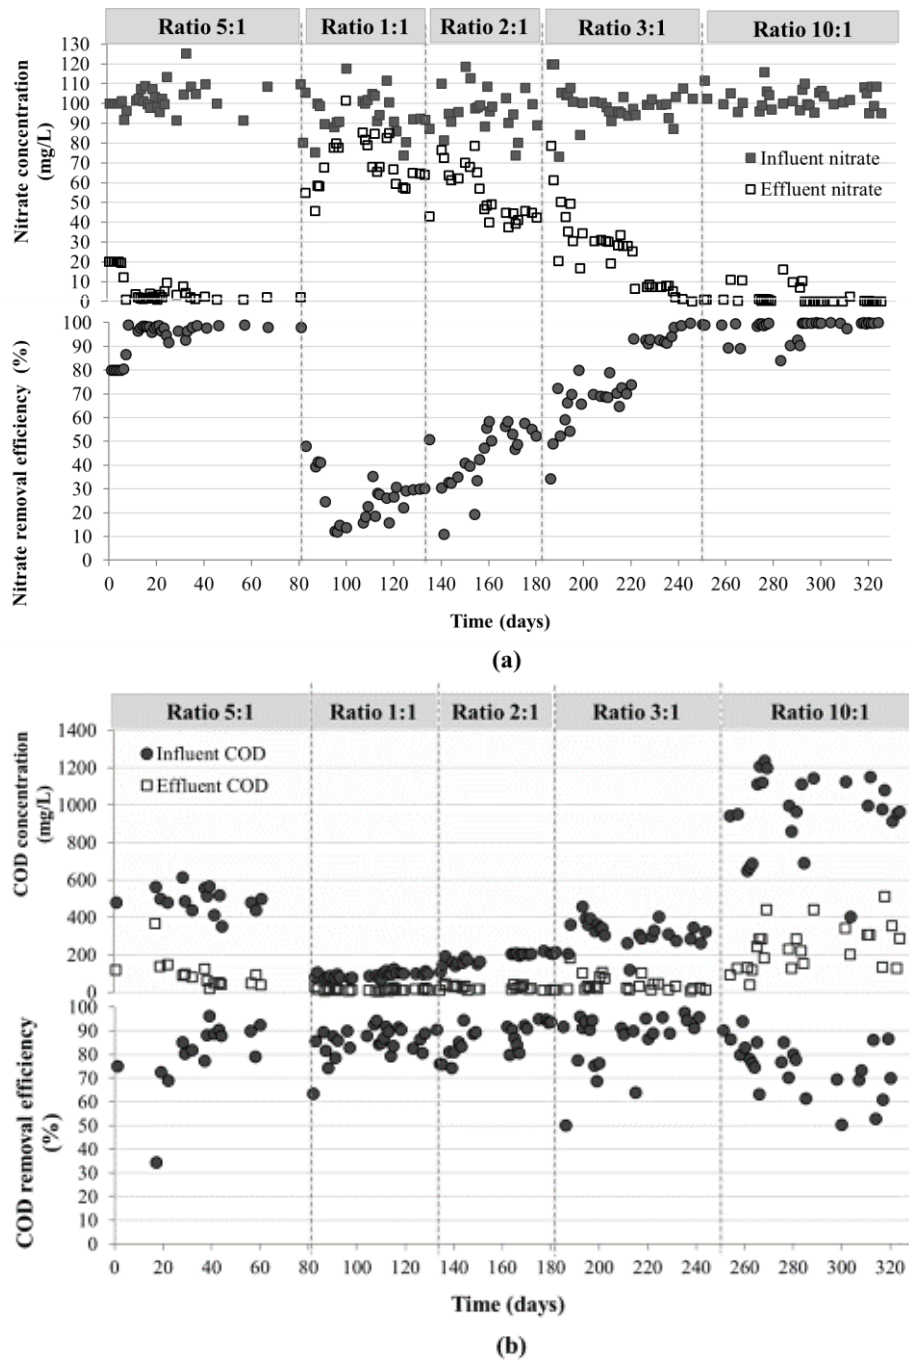 Ratio 5:1 Ratio 1:1 Ratio 2:1 Ratio 3:1 Ratio 10:1
Nitrate concentration
(mg/L)
130
120
110
100
90
80
70
60
50
40
30
20
10
0
Influent nitrate
Effluent nitrate
Nitrate removal efficiency (%)
100
90
80
70
60
50
40
30
20
10
0
0 20 40 60 80 100 120 140 160 180 200 220 240 260 280 300 320
Time (days)
(a)
Ratio 5:1 Ratio 1:1 Ratio 2:1 Ratio 3:1 Ratio 10:1
COD concentration
(mg/L)
1400
1200
1000
800
600
400
200
0
Influent COD
Effluent COD
COD removal efficiency
(%)
100
90
80
70
60
50
40
30
20
10
0
0 20 40 60 80 100 120 140 160 180 200 220 240 260 280 300 320
Time (days)
(b)